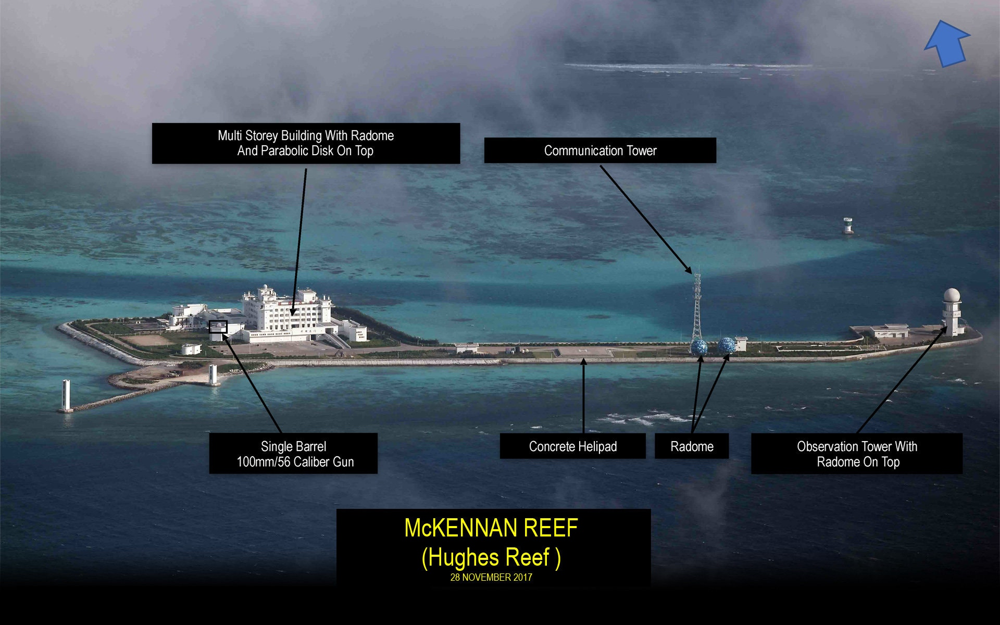 Multi Storey Building With Radome
And Parabolic Disk On Top
Communication Tower
Single Barrel
100mm/56 Caliber Gun
Concrete Helipad
Radome
Observation Tower With
Radome On Top
McKENNAN REEF
(Hughes Reef )
28 NOVEMBER 2017